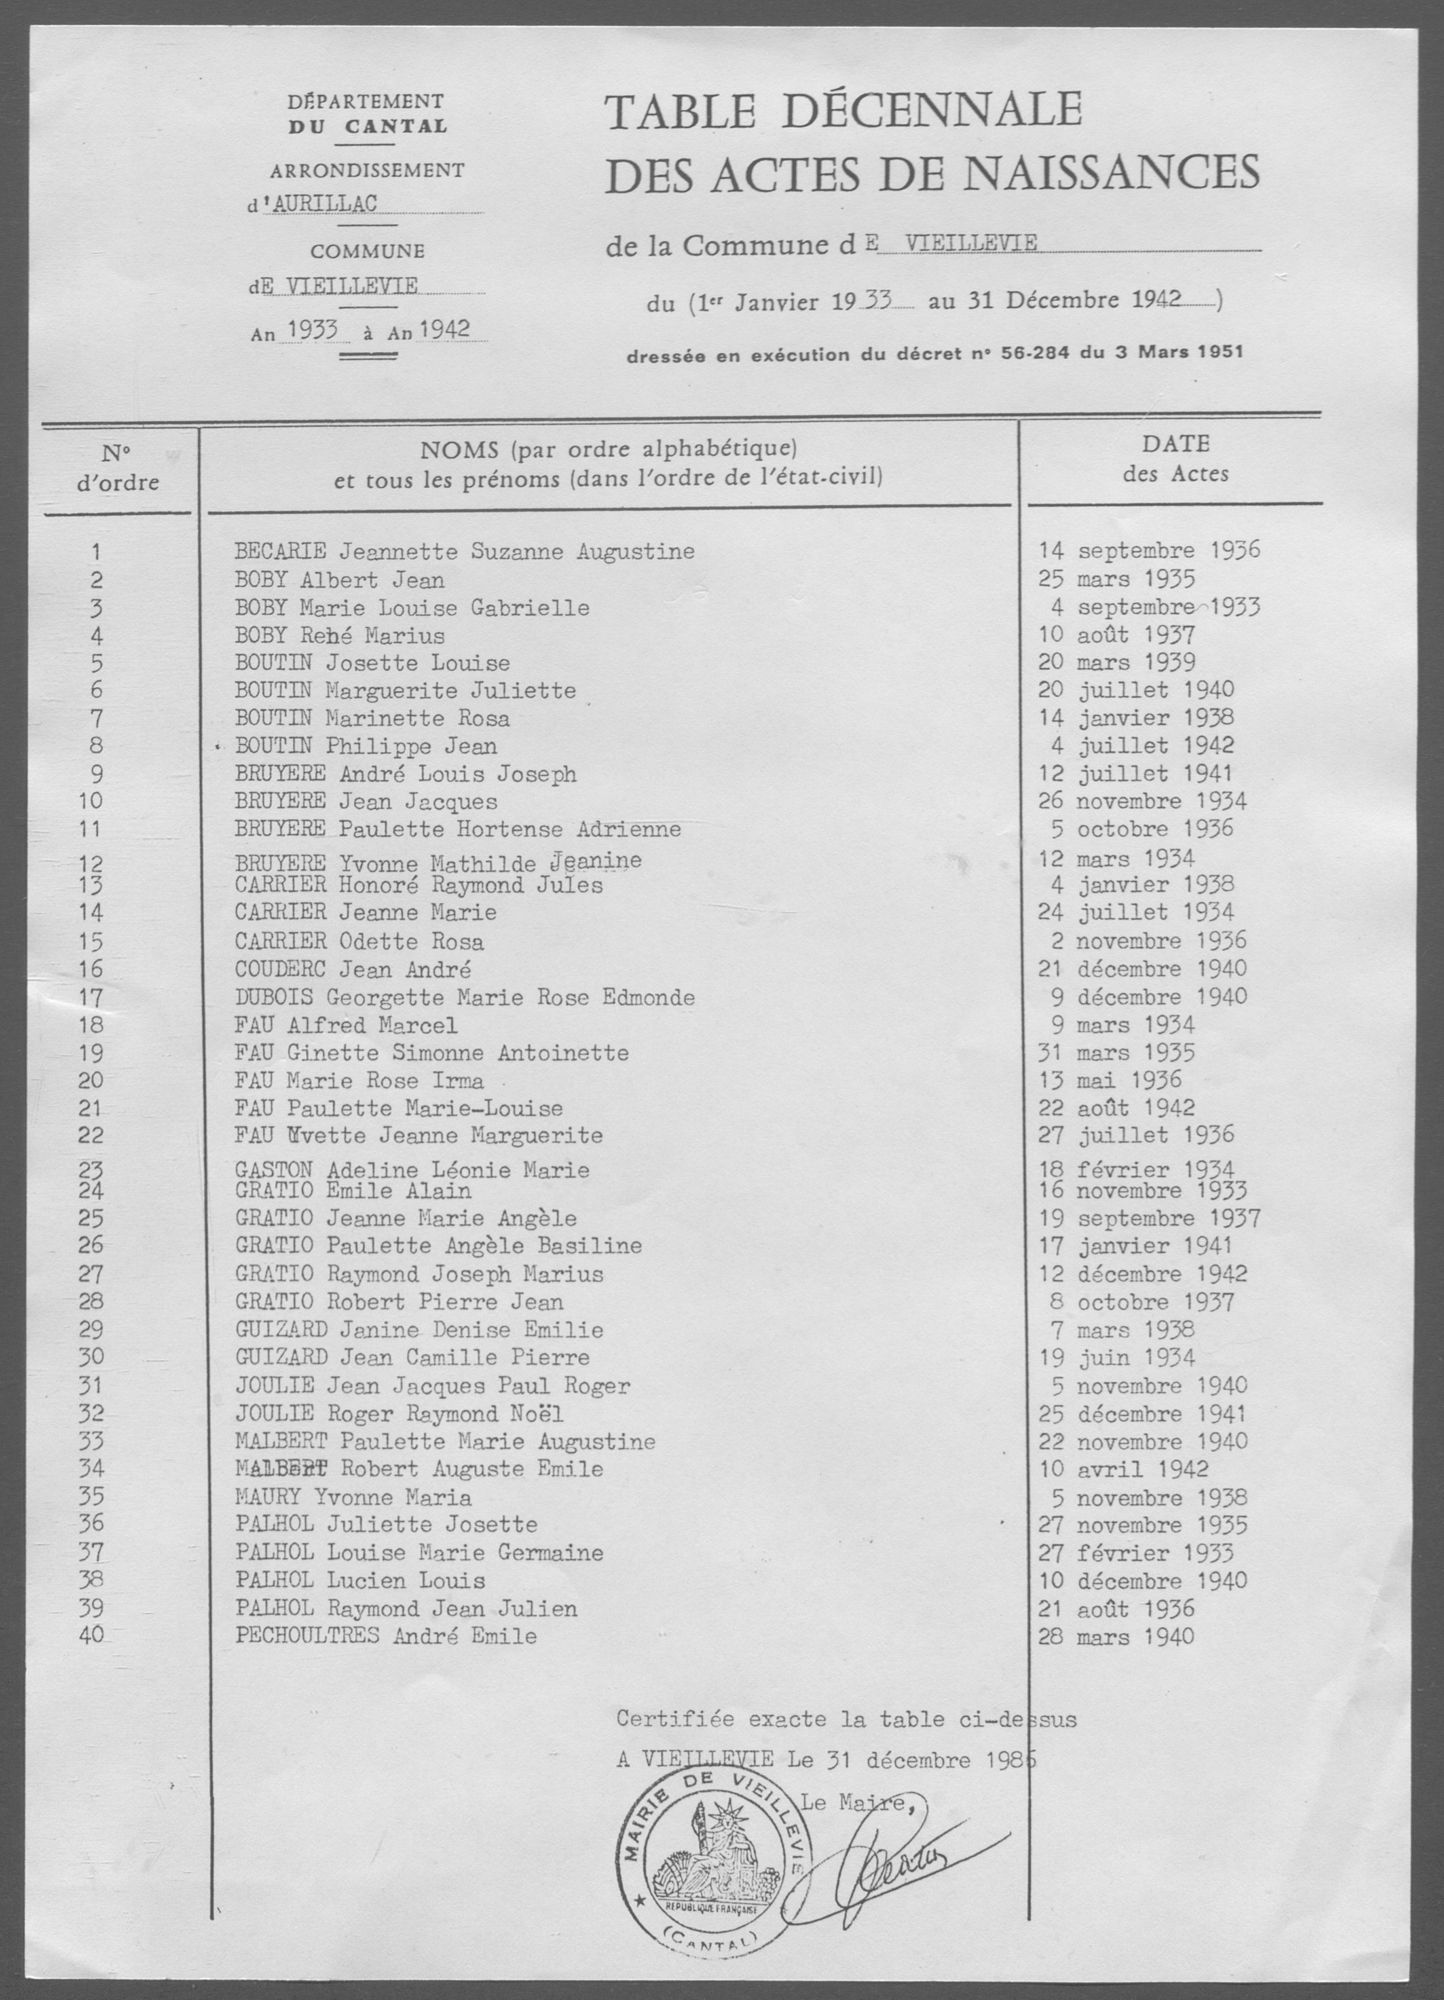 DÉPARTEMENT
DU CANTAL
ARRONDISSEMENT
d'AURILLAC
COMMUNE
dE VIEILLEVIE
An 1933 à An 1942
TABLE DÉCENNALE
DES ACTES DE NAISSANCES
de la Commune d E VIEILLEVIE
du (1er Janvier 19 33 au 31 Décembre 1942 )
dressée en exécution du décret n° 56-284 du 3 Mars 1951
N° d'ordre
NOMS (par ordre alphabétique)
et tous les prénoms (dans l'ordre de l'état-civil)
DATE
des Actes
1 BECARIE Jeannette Suzanne Augustine 14 septembre 1936
2 BOBY Albert Jean 25 mars 1935
3 BOBY Marie Louise Gabrielle 4 septembre 1933
4 BOBY René Marius 10 août 1937
5 BOUTIN Josette Louise 20 mars 1939
6 BOUTIN Marguerite Juliette 20 juillet 1940
7 BOUTIN Marinette Rosa 14 janvier 1938
8 BOUTIN Philippe Jean 4 juillet 1942
9 BRUYERE André Louis Joseph 12 juillet 1941
10 BRUYERE Jean Jacques 26 novembre 1934
11 BRUYERE Paulette Hortense Adrienne 5 octobre 1936
12 BRUYERE Yvonne Mathilde Jeanine 12 mars 1934
13 CARRIER Honoré Raymond Jules 4 janvier 1938
14 CARRIER Jeanne Marie 24 juillet 1934
15 CARRIER Odette Rosa 2 novembre 1936
16 COUDERC Jean André 21 décembre 1940
17 DUBOIS Georgette Marie Rose Edmonde 9 décembre 1940
18 FAU Alfred Marcel 9 mars 1934
19 FAU Ginette Simonne Antoinette 31 mars 1935
20 FAU Marie Rose Irma 13 mai 1936
21 FAU Paulette Marie-Louise 22 août 1942
22 FAU Yvette Jeanne Marguerite 27 juillet 1936
23 GASTON Adeline Léonie Marie 18 février 1934
24 GRATIO Emile Alain 16 novembre 1933
25 GRATIO Jeanne Marie Angèle 19 septembre 1937
26 GRATIO Paulette Angèle Basiline 17 janvier 1941
27 GRATIO Raymond Joseph Marius 12 décembre 1942
28 GRATIO Robert Pierre Jean 8 octobre 1937
29 GUIZARD Janine Denise Emilie 7 mars 1938
30 GUIZARD Jean Camille Pierre 19 juin 1934
31 JOULIE Jean Jacques Paul Roger 5 novembre 1940
32 JOULIE Roger Raymond Noël 25 décembre 1941
33 MALBERT Paulette Marie Augustine 22 novembre 1940
34 MALBERT Robert Auguste Emile 10 avril 1942
35 MAURY Yvonne Maria 5 novembre 1938
36 PALHOL Juliette Josette 27 novembre 1935
37 PALHOL Louise Marie Germaine 27 février 1933
38 PALHOL Lucien Louis 10 décembre 1940
39 PALHOL Raymond Jean Julien 21 août 1936
40 PECHOULTRES André Emile 28 mars 1940
Certifiée exacte la table ci-dessus
A VIEILLEVIE Le 31 décembre 1986
Le Maire,
MAIRIE DE VIEILLEVIE
REPUBLIQUE FRANÇAISE
(CANTAL)